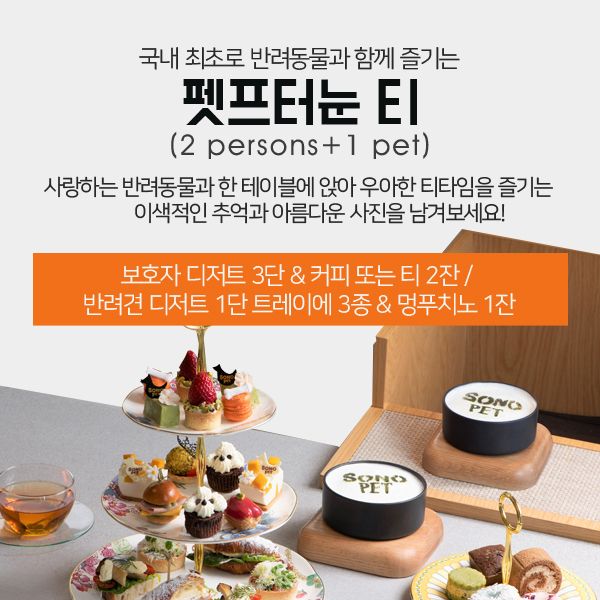 국내 최초로 반려동물과 함께 즐기는
펫프터눈 티
(2 persons+1 pet)
사랑하는 반려동물과 한 테이블에 앉아 우아한 티타임을 즐기는
이색적인 추억과 아름다운 사진을 남겨보세요!
보호자 디저트 3단 & 커피 또는 티 2잔 /
반려견 디저트 1단 트레이에 3종 & 멍푸치노 1잔
SONO
PET
SONO
PET
SONO
PET